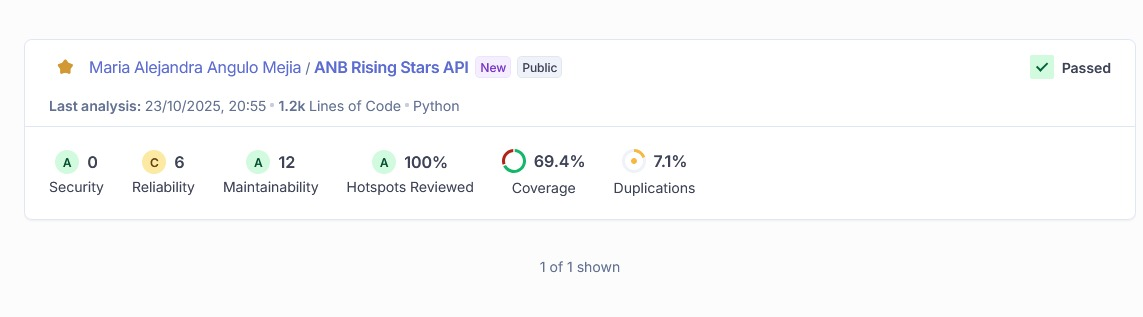 Maria Alejandra Angulo Mejia / ANB Rising Stars API New Public Passed
Last analysis: 23/10/2025, 20:55 • 1.2k Lines of Code • Python
A 0 C 6 A 12 A 100% 69.4% 7.1%
Security Reliability Maintainability Hotspots Reviewed Coverage Duplications
1 of 1 shown